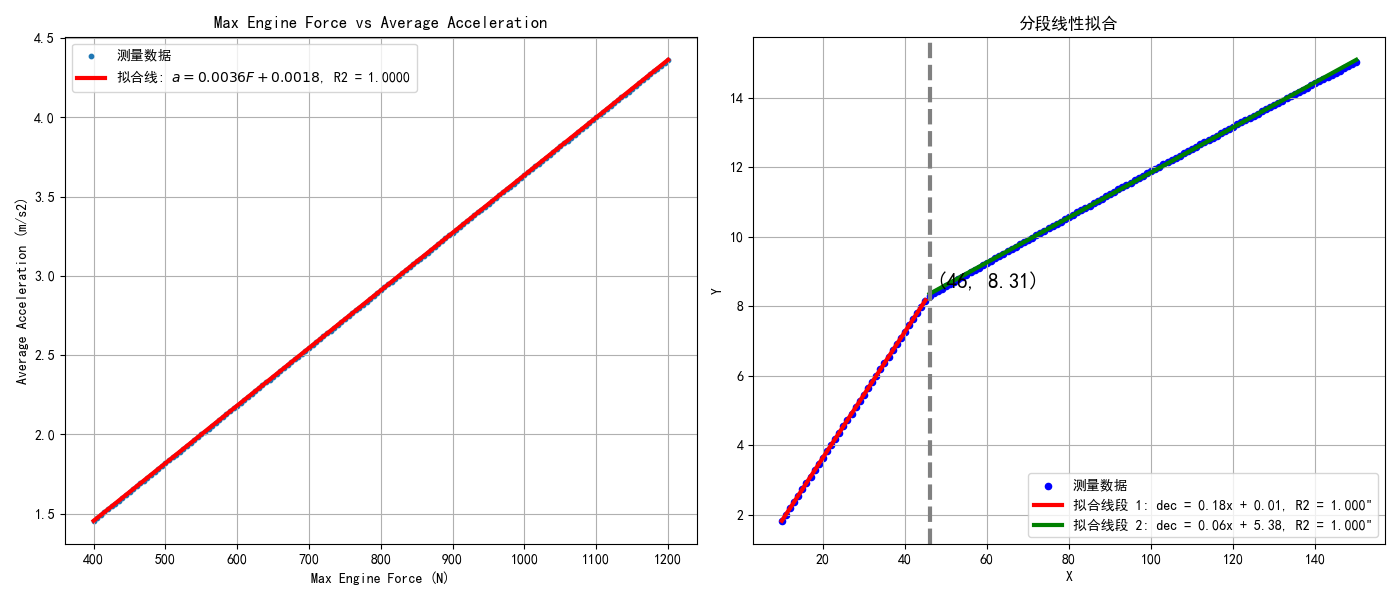 Max Engine Force vs Average Acceleration
测量数据
拟合线: a = 0.0036F + 0.0018, R2 = 1.0000
4.5
4.0
3.5
3.0
2.5
2.0
1.5
Average Acceleration (m/s2)
400 500 600 700 800 900 1000 1100 1200
Max Engine Force (N)
分段线性拟合
14
12
10
8
6
4
2
Y
(46, 8.31)
测量数据
拟合线段 1: dec = 0.18x + 0.01, R2 = 1.000"
拟合线段 2: dec = 0.06x + 5.38, R2 = 1.000"
20 40 60 80 100 120 140
X